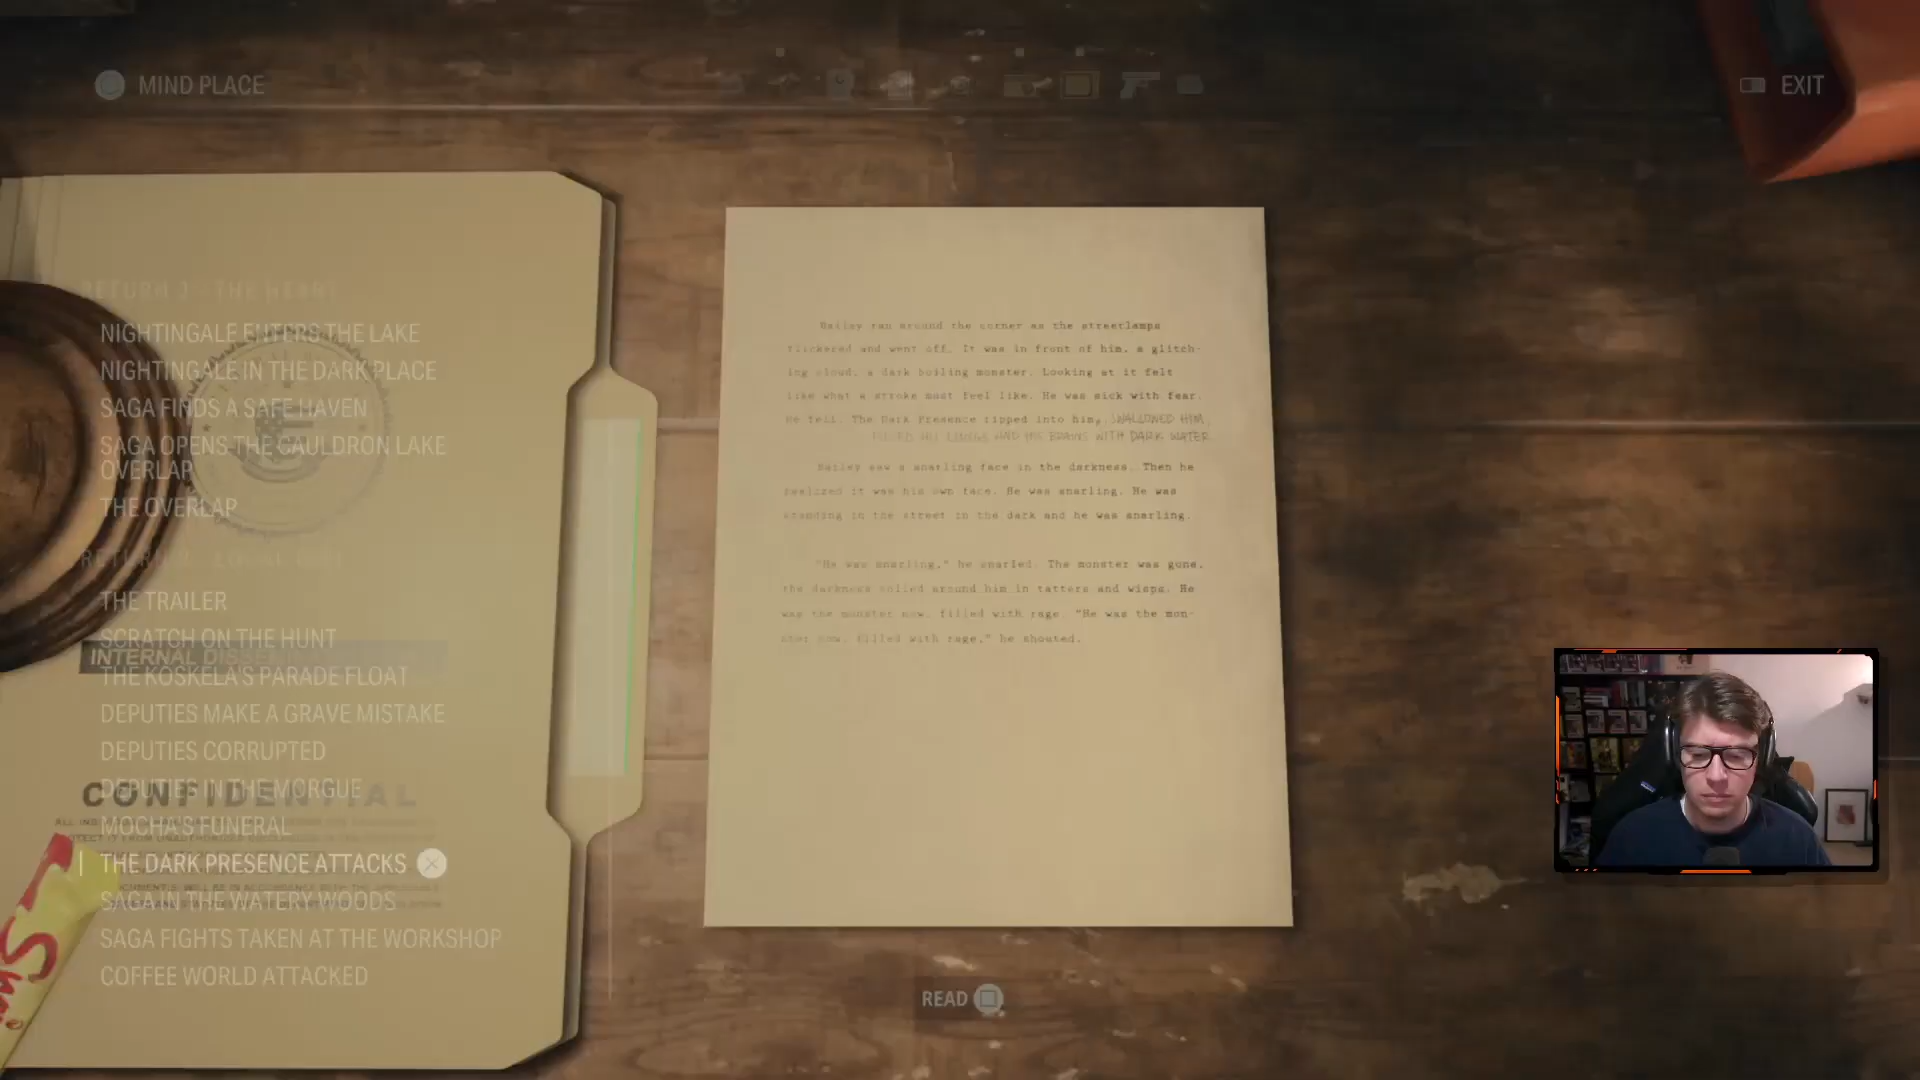 MIND PLACE
EXIT
RETURN 3: THE HEART
NIGHTINGALE ENTERS THE LAKE
NIGHTINGALE IN THE DARK PLACE
SAGA FINDS A SAFE HAVEN
SAGA OPENS THE CAULDRON LAKE
OVERLAP
THE OVERLAP
THE TRAILER
SCRATCH ON THE HUNT
INTERNAL
THE KOSKELA'S PARADE FLOAT
DEPUTIES MAKE A GRAVE MISTAKE
DEPUTIES CORRUPTED
DEPUTIES IN THE MORGUE
CONFIDENTIAL
MOCHA'S FUNERAL
THE DARK PRESENCE ATTACKS
SAGA IN THE WATERY WOODS
SAGA FIGHTS TAKEN AT THE WORKSHOP
COFFEE WORLD ATTACKED
Bailey ran around the corner as the streetlamps
flickered and went off. It was in front of him, a glitch-
ing cloud, a dark boiling monster. Looking at it felt
like what a stroke must feel like. He was sick with fear.
He fell. The Dark Presence ripped into him, WALLOWED HIM,
AND HIS BRAINS WITH DARK WATER
Bailey saw a snarling face in the darkness. Then he
realized it was his own face. He was snarling. He was
standing in the street in the dark and he was snarling.
"He was snarling," he snarled. The monster was gone,
the darkness coiled around him in tatters and wisps. He
was the monster now, filled with rage. "He was the mon-
ster now, filled with rage," he shouted.
READ